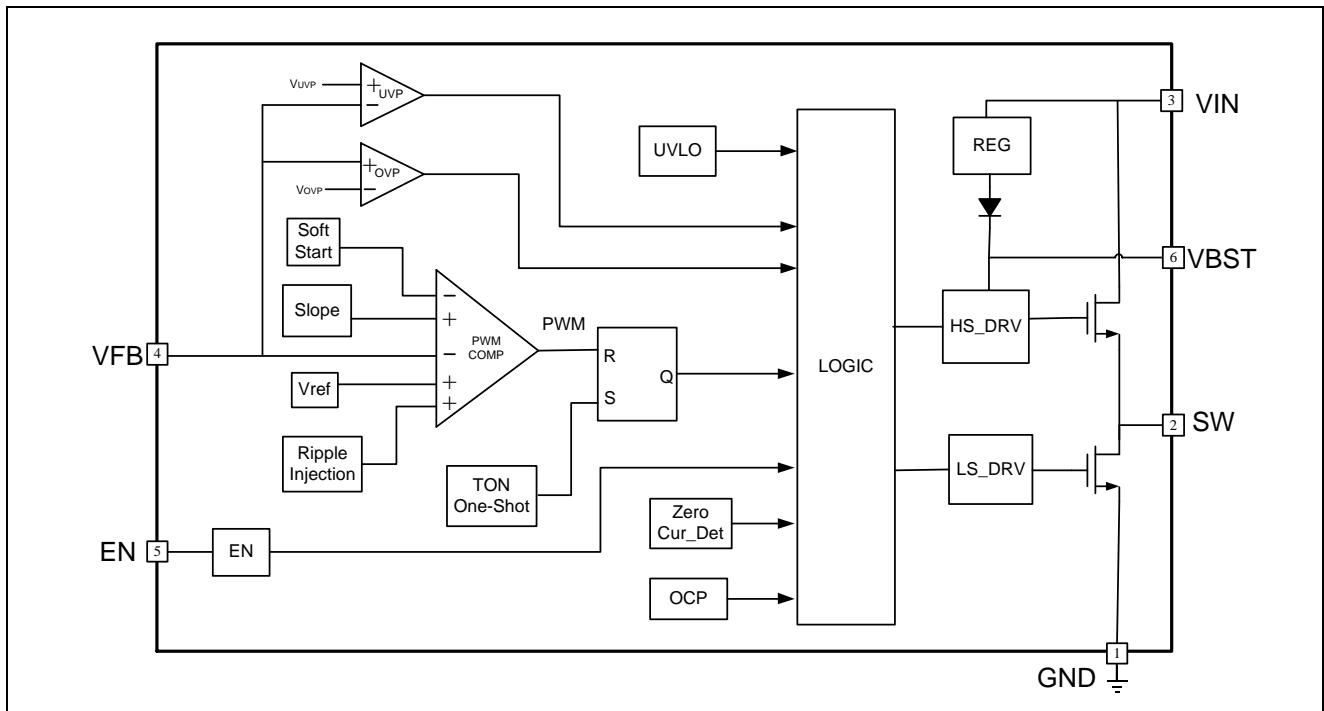 VUVP
+
UVP
−
+
OVP
VOVP
−
UVLO
REG
3
VIN
Soft
Start
−
Slope
+
PWM
COMP
PWM
VFB
4
−
Vref
+
+
Ripple
Injection
R
S
Q
TON
One-Shot
LOGIC
6
VBST
HS_DRV
2
SW
LS_DRV
Zero
Cur_Det
EN
5
EN
OCP
1
GND